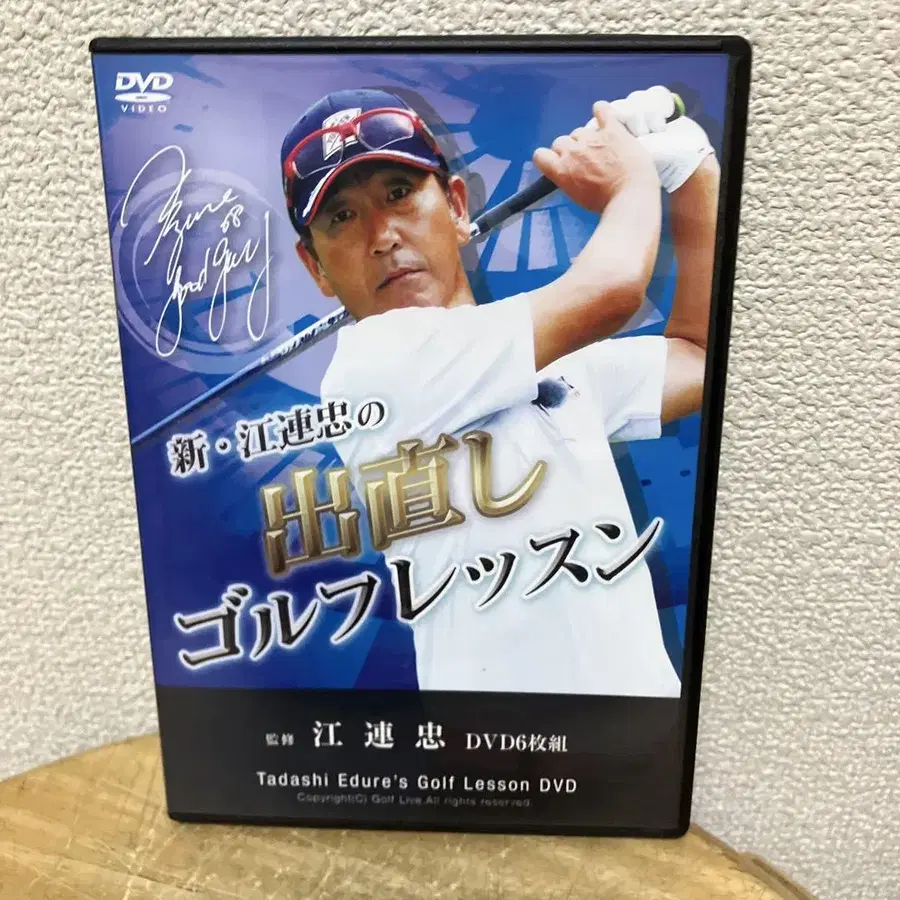 DVD
VIDEO
Edure
08
新・江連忠の
出直し
ゴルフレッスン
監修 江連忠 DVD6枚組
Tadashi Edure's Golf Lesson DVD
Copyright(C) Golf Live.All rights reserved.